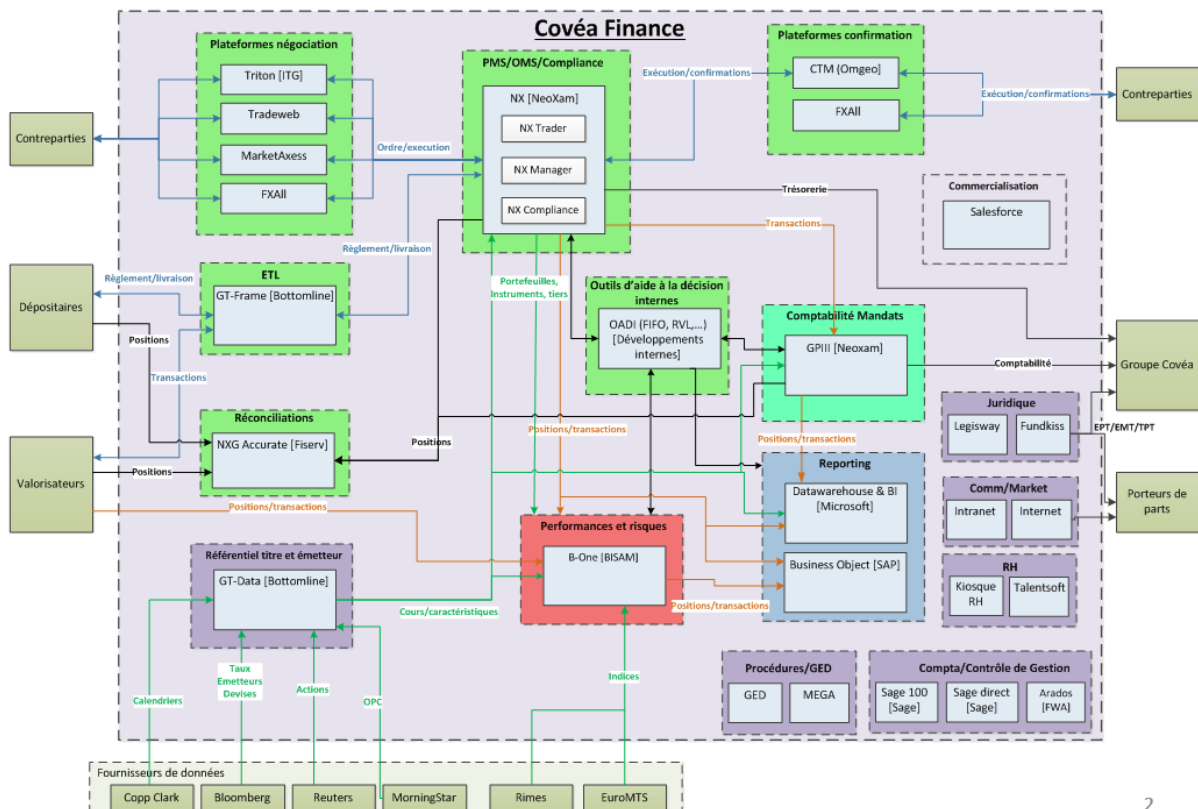 Covéa Finance
Plateformes négociation
Triton [ITG]
Tradeweb
MarketAxess
FXAll
Contreparties
Ordre/execution
PMS/OMS/Compliance
NX [NeoXam]
NX Trader
NX Manager
NX Compliance
Exécution/confirmations
Plateformes confirmation
CTM (Omgeo)
FXAll
Exécution/confirmations
Contreparties
Trésorerie
Commercialisation
Salesforce
Transactions
Règlement/livraison
Règlement/livraison
ETL
GT-Frame [Bottomline]
Dépositaires
Positions
Transactions
Portefeuilles,
Instruments, tiers
Outils d’aide à la décision
internes
OADI (FIFO, RVL,...)
[Développements
internes]
Comptabilité Mandats
GPIII [Neoxam]
Comptabilité
Groupe Covéa
Réconciliations
NXG Accurate [Fiserv]
Positions
Positions
Valorisateurs
Positions/transactions
Positions/transactions
Positions/transactions
Juridique
Legisway
Fundkiss
EPT/EMT/TPT
Reporting
Datawarehouse & BI
[Microsoft]
Business Object [SAP]
Comm/Market
Intranet
Internet
Porteurs de
parts
Référentiel titre et émetteur
GT-Data [Bottomline]
Cours/caractéristiques
Performances et risques
B-One [BISAM]
Positions/transactions
RH
Kiosque
RH
Talentsoft
Calendriers
Taux
Emetteurs
Devises
Actions
OPC
Indices
Procédures/GED
GED
MEGA
Compta/Contrôle de Gestion
Sage 100
[Sage]
Sage direct
[Sage]
Arados
[FWA]
Fournisseurs de données
Copp Clark
Bloomberg
Reuters
MorningStar
Rimes
EuroMTS
2